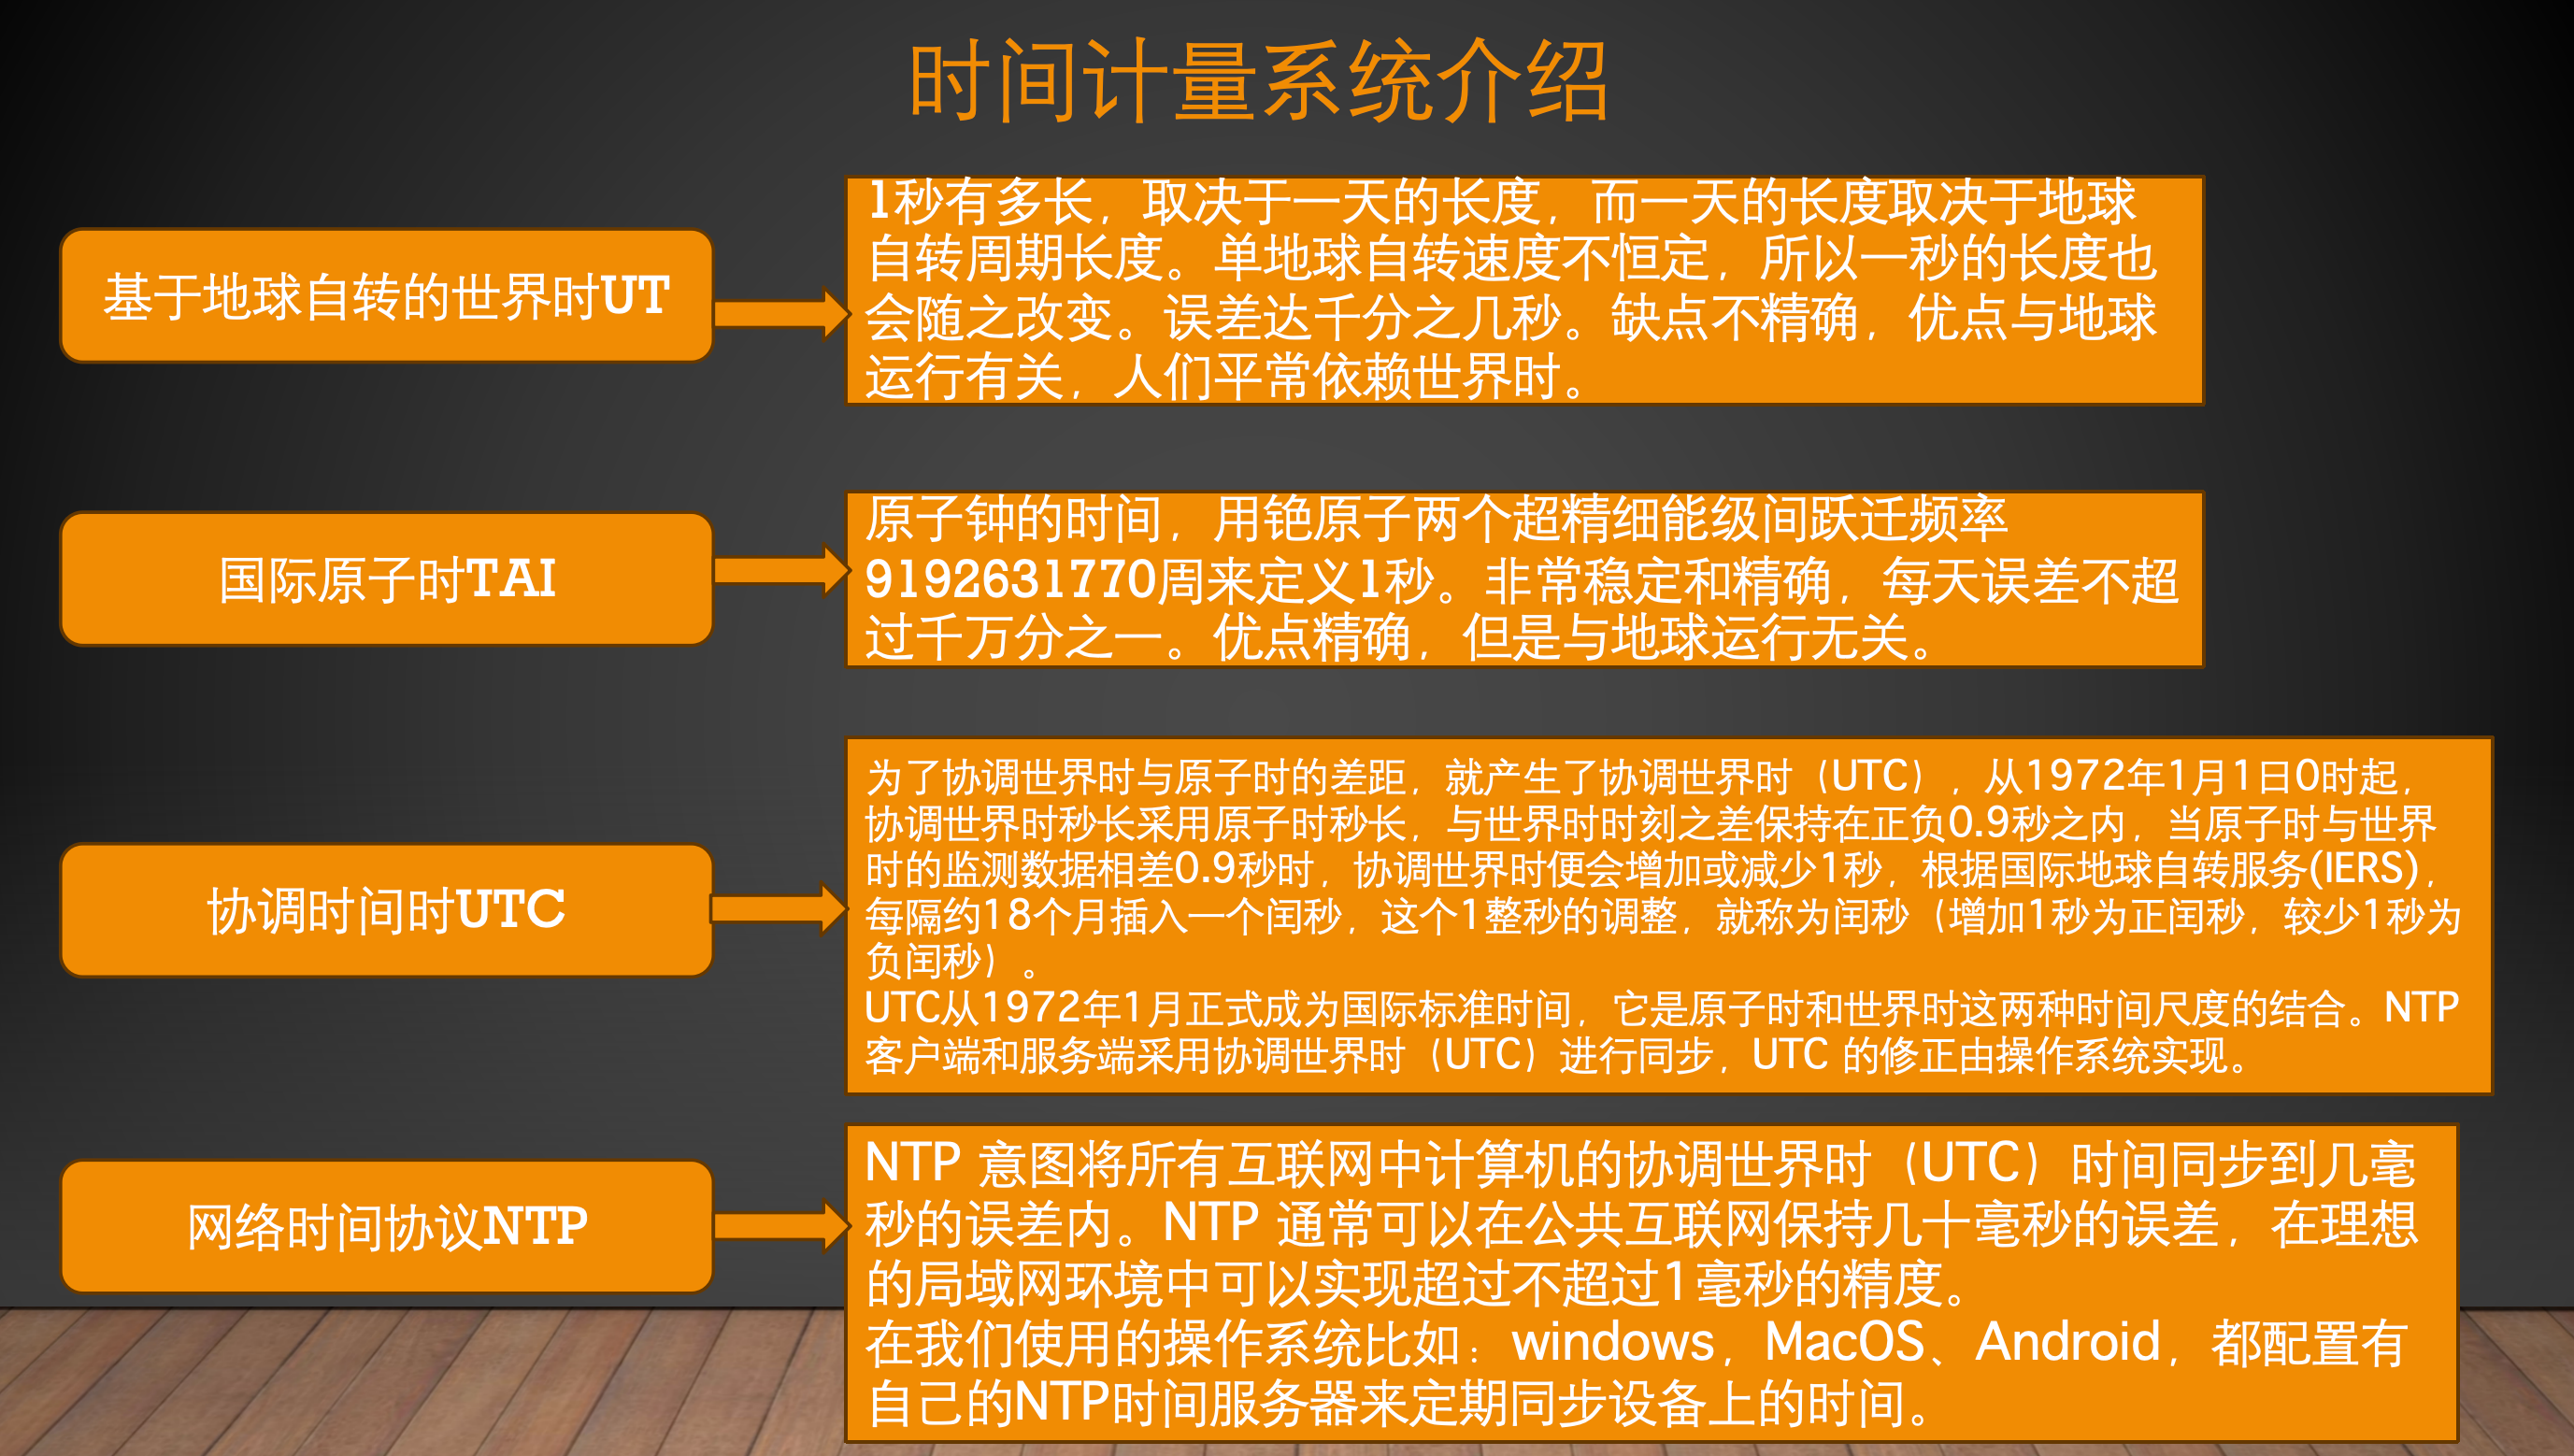 时间计量系统介绍
基于地球自转的世界时UT
1秒有多长，取决于一天的长度，而一天的长度取决于地球
自转周期长度。单地球自转速度不恒定，所以一秒的长度也
会随之改变。误差达千分之几秒。缺点不精确，优点与地球
运行有关，人们平常依赖世界时。
国际原子时TAI
原子钟的时间，用铯原子两个超精细能级间跃迁频率
9192631770周来定义1秒。非常稳定和精确，每天误差不超
过千万分之一。优点精确，但是与地球运行无关。
协调时间时UTC
为了协调世界时与原子时的差距，就产生了协调世界时（UTC），从1972年1月1日0时起，
协调世界时秒长采用原子时秒长，与世界时时刻之差保持在正负0.9秒之内，当原子时与世界
时的监测数据相差0.9秒时，协调世界时便会增加或减少1秒，根据国际地球自转服务(IERS)，
每隔约18个月插入一个闰秒，这个1整秒的调整，就称为闰秒（增加1秒为正闰秒，较少1秒为
负闰秒）。
UTC从1972年1月正式成为国际标准时间，它是原子时和世界时这两种时间尺度的结合。NTP
客户端和服务端采用协调世界时（UTC）进行同步，UTC 的修正由操作系统实现。
网络时间协议NTP
NTP 意图将所有互联网中计算机的协调世界时（UTC）时间同步到几毫
秒的误差内。NTP 通常可以在公共互联网保持几十毫秒的误差，在理想
的局域网环境中可以实现超过不超过1毫秒的精度。
在我们使用的操作系统比如：windows，MacOS、Android，都配置有
自己的NTP时间服务器来定期同步设备上的时间。